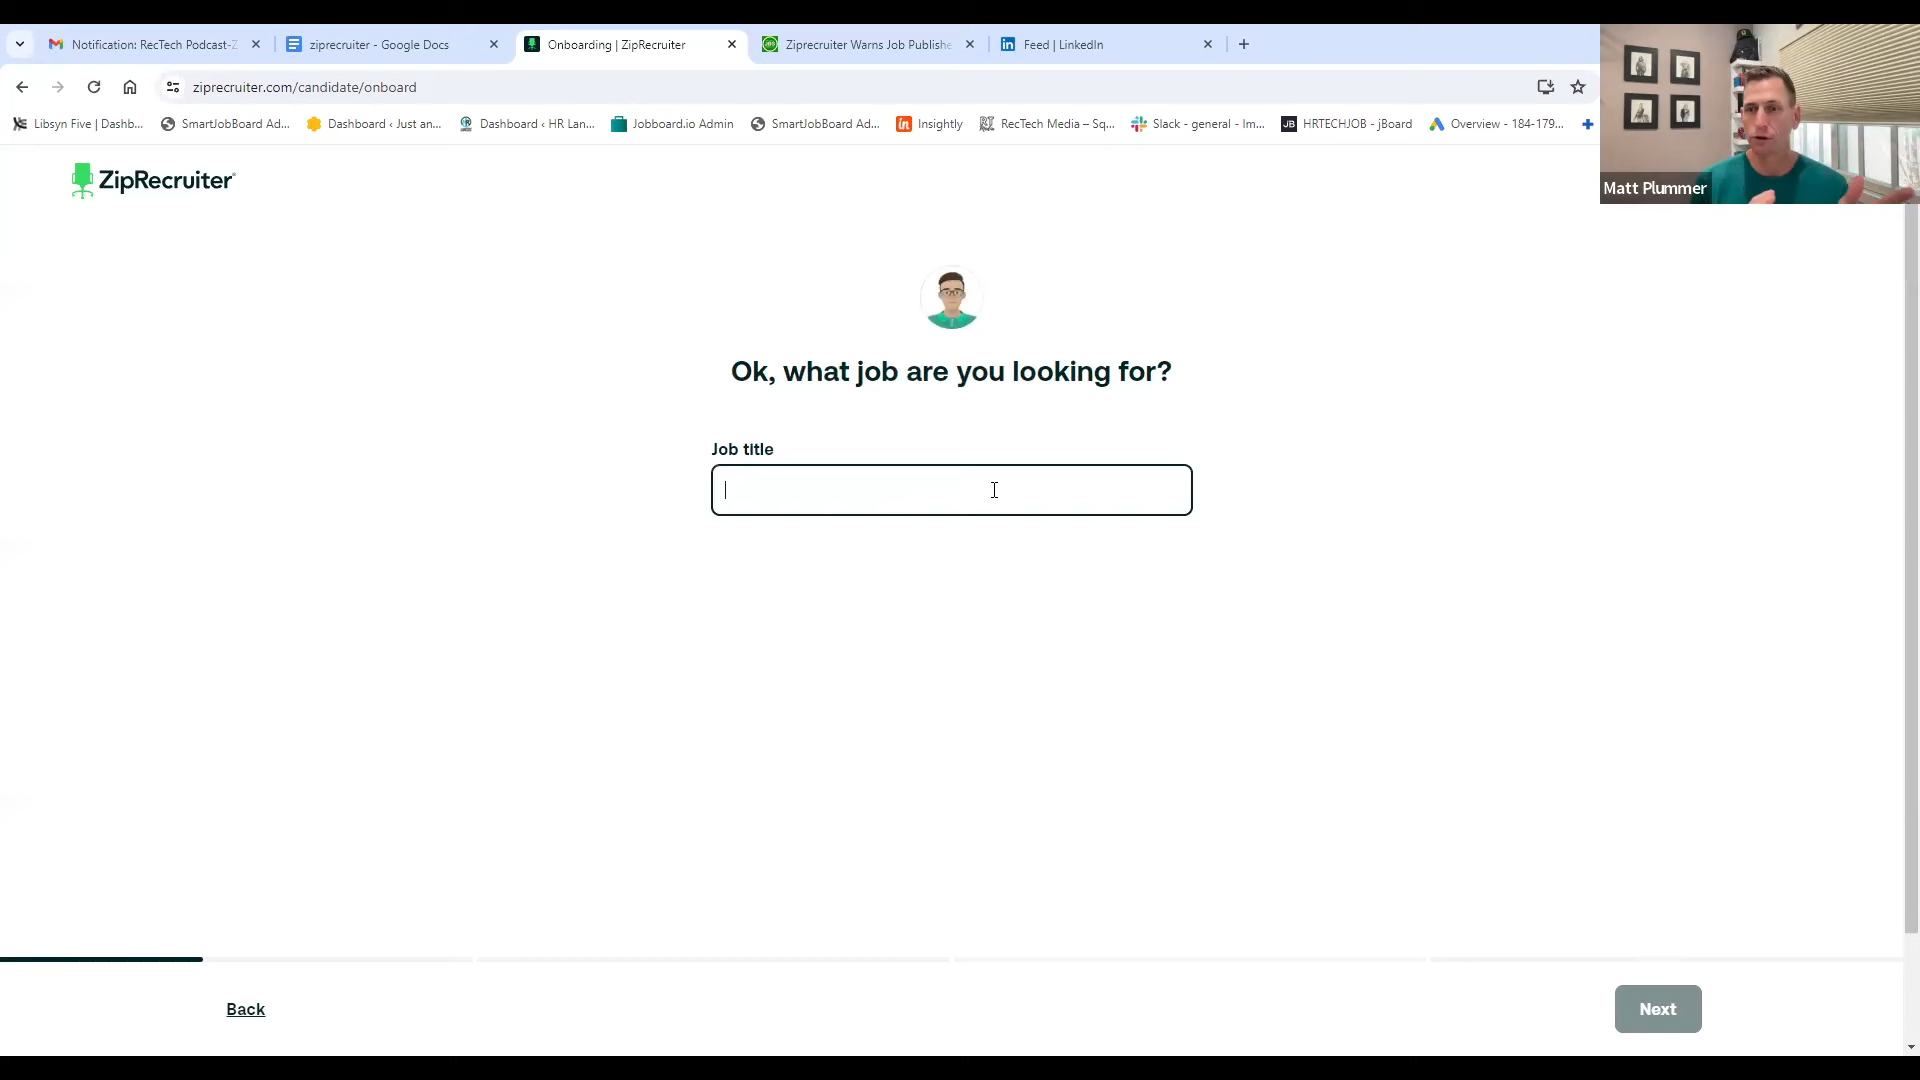 Notification: RecTech Podcast-Z
ziprecruiter - Google Docs
Onboarding | ZipRecruiter
Ziprecruiter Warns Job Publishe
Feed | LinkedIn
ziprecruiter.com/candidate/onboard
Libsyn Five | Dashb...
SmartJobBoard Ad...
Dashboard ‹ Just an...
Dashboard ‹ HR Lan...
Jobboard.io Admin
SmartJobBoard Ad...
Insightly
RecTech Media – Sq...
Slack - general - Im...
HRTECHJOB - jBoard
Overview - 184-179...
Matt Plummer
ZipRecruiter
Ok, what job are you looking for?
Job title
Back
Next